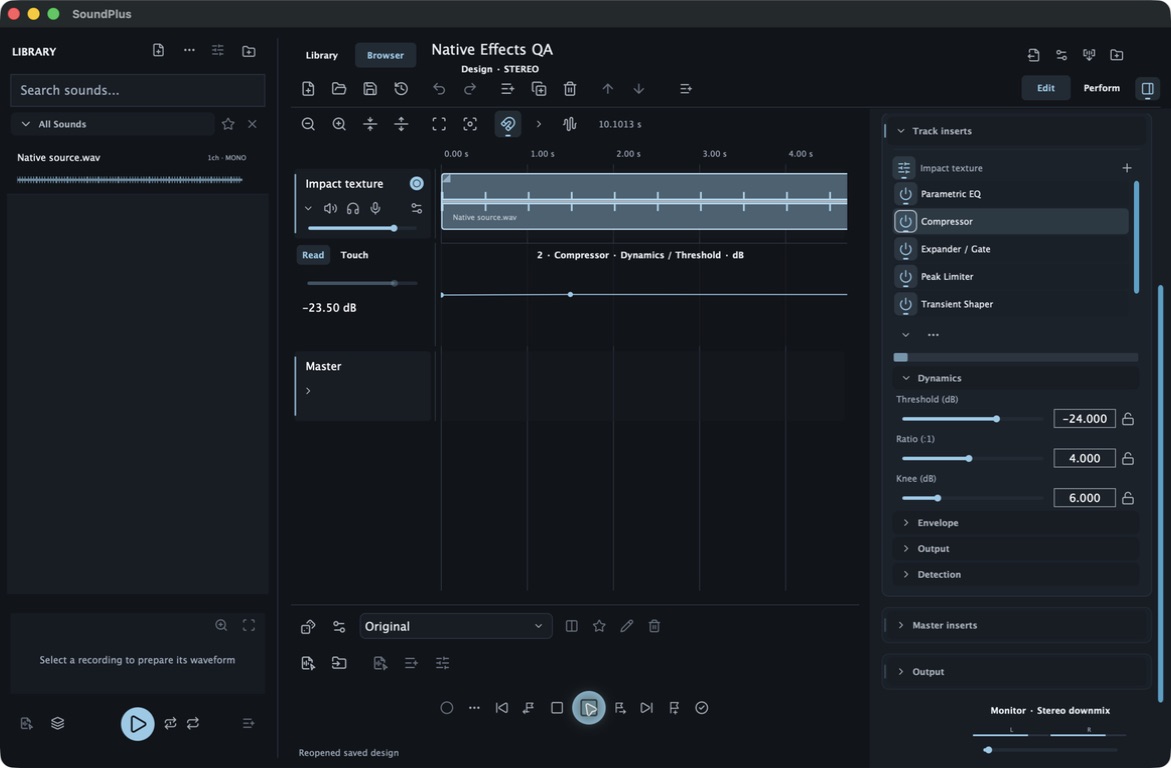 SoundPlus
LIBRARY
Search sounds...
All Sounds
Native source.wav
1ch · MONO
Select a recording to prepare its waveform
Library
Browser
Native Effects QA
Design · STEREO
Edit
Perform
10.1013 s
0.00 s
1.00 s
2.00 s
3.00 s
4.00 s
Impact texture
Native source.wav
Read
Touch
2 · Compressor · Dynamics / Threshold · dB
−23.50 dB
Master
Original
Reopened saved design
Track inserts
Impact texture
Parametric EQ
Compressor
Expander / Gate
Peak Limiter
Transient Shaper
Dynamics
Threshold (dB)
−24.000
Ratio (:1)
4.000
Knee (dB)
6.000
Envelope
Output
Detection
Master inserts
Output
Monitor · Stereo downmix
L
R